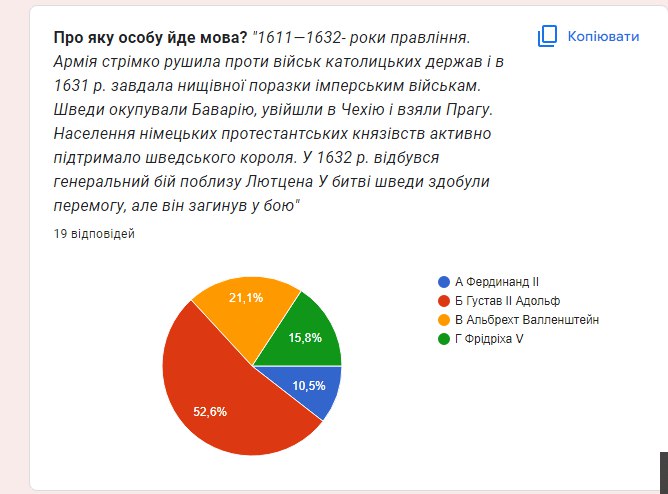 Про яку особу йде мова? "1611—1632- роки правління.
Копіювати
Армія стрімко рушила проти військ католицьких держав і в
1631 р. завдала нищівної поразки імперським військам.
Шведи окупували Баварію, увійшли в Чехію і взяли Прагу.
Населення німецьких протестантських князівств активно
підтримало шведського короля. У 1632 р. відбувся
генеральний бій поблизу Лютцена У битві шведи здобули
перемогу, але він загинув у бою"
19 відповідей
21,1%
15,8%
10,5%
52,6%
А Фердинанд ІІ
Б Густав ІІ Адольф
В Альбрехт Валленштейн
Г Фрідріха V